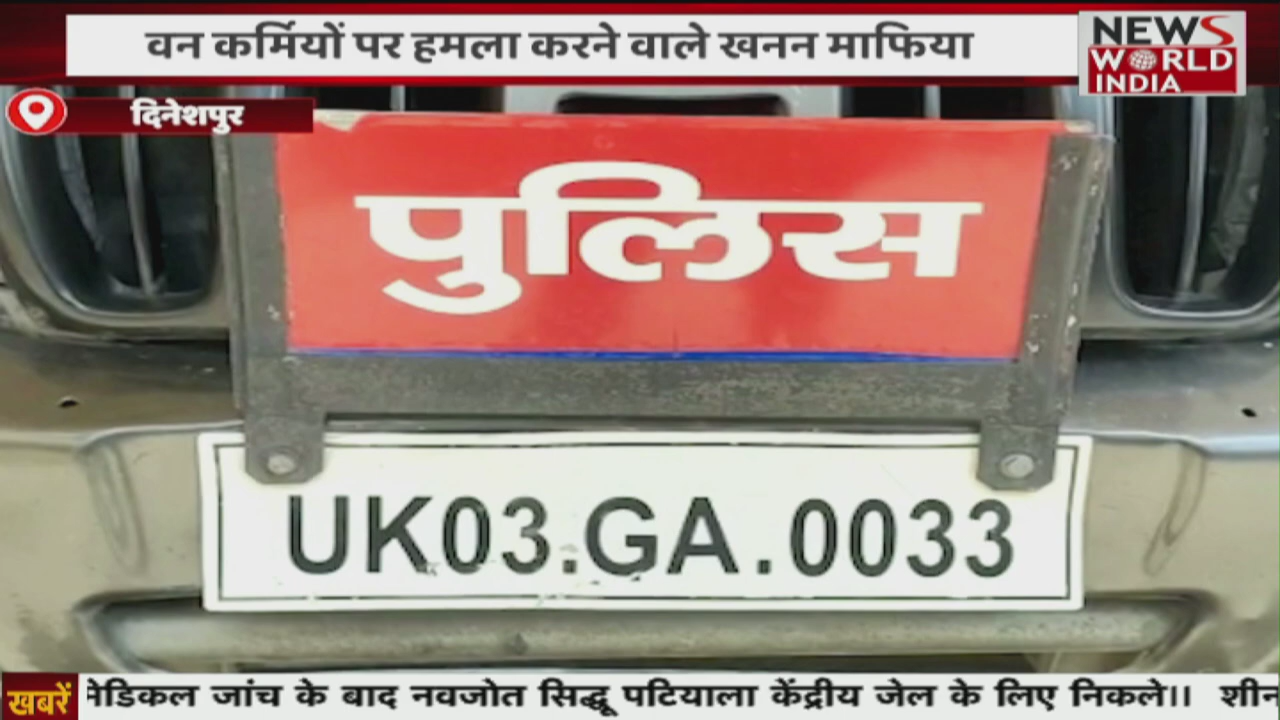 वन कर्मियों पर हमला करने वाले खनन माफिया
NEWS
WORLD
INDIA
दिनेशपुर
पुलिस
UK03.GA.0033
खबरें
मेडिकल जांच के बाद नवजोत सिद्धू पटियाला केंद्रीय जेल के लिए निकले।।